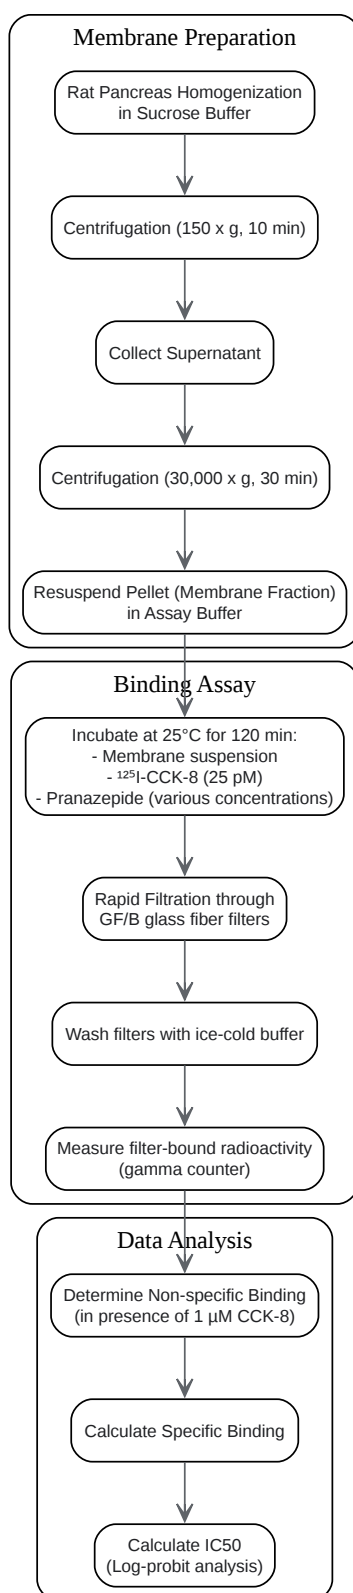 Membrane Preparation
Rat Pancreas Homogenization
in Sucrose Buffer
Centrifugation (150 x g, 10 min)
Collect Supernatant
Centrifugation (30,000 x g, 30 min)
Resuspend Pellet (Membrane Fraction)
in Assay Buffer
Binding Assay
Incubate at 25°C for 120 min:
- Membrane suspension
- ¹²⁵I-CCK-8 (25 pM)
- Pranazepide (various concentrations)
Rapid Filtration through
GF/B glass fiber filters
Wash filters with ice-cold buffer
Measure filter-bound radioactivity
(gamma counter)
Data Analysis
Determine Non-specific Binding
(in presence of 1 µM CCK-8)
Calculate Specific Binding
Calculate IC50
(Log-probit analysis)